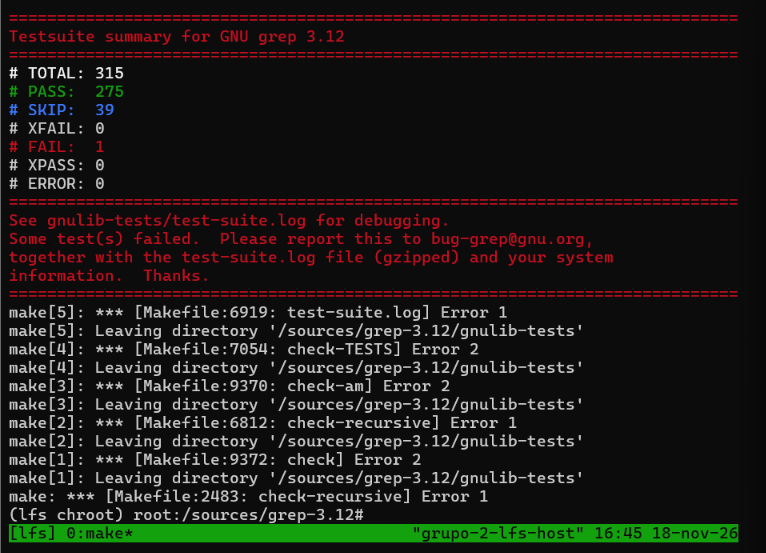 ================================================================================
Testsuite summary for GNU grep 3.12
================================================================================
# TOTAL: 315
# PASS:  275
# SKIP:  39
# XFAIL: 0
# FAIL:  1
# XPASS: 0
# ERROR: 0
================================================================================
See gnulib-tests/test-suite.log for debugging.
Some test(s) failed.  Please report this to bug-grep@gnu.org,
together with the test-suite.log file (gzipped) and your system
information.  Thanks.
================================================================================
make[5]: *** [Makefile:6919: test-suite.log] Error 1
make[5]: Leaving directory '/sources/grep-3.12/gnulib-tests'
make[4]: *** [Makefile:7054: check-TESTS] Error 2
make[4]: Leaving directory '/sources/grep-3.12/gnulib-tests'
make[3]: *** [Makefile:9370: check-am] Error 2
make[3]: Leaving directory '/sources/grep-3.12/gnulib-tests'
make[2]: *** [Makefile:6812: check-recursive] Error 1
make[2]: Leaving directory '/sources/grep-3.12/gnulib-tests'
make[1]: *** [Makefile:9372: check] Error 2
make[1]: Leaving directory '/sources/grep-3.12/gnulib-tests'
make: *** [Makefile:2483: check-recursive] Error 1
(lfs chroot) root:/sources/grep-3.12#
[lfs] 0:make* "grupo-2-lfs-host" 16:45 18-nov-26